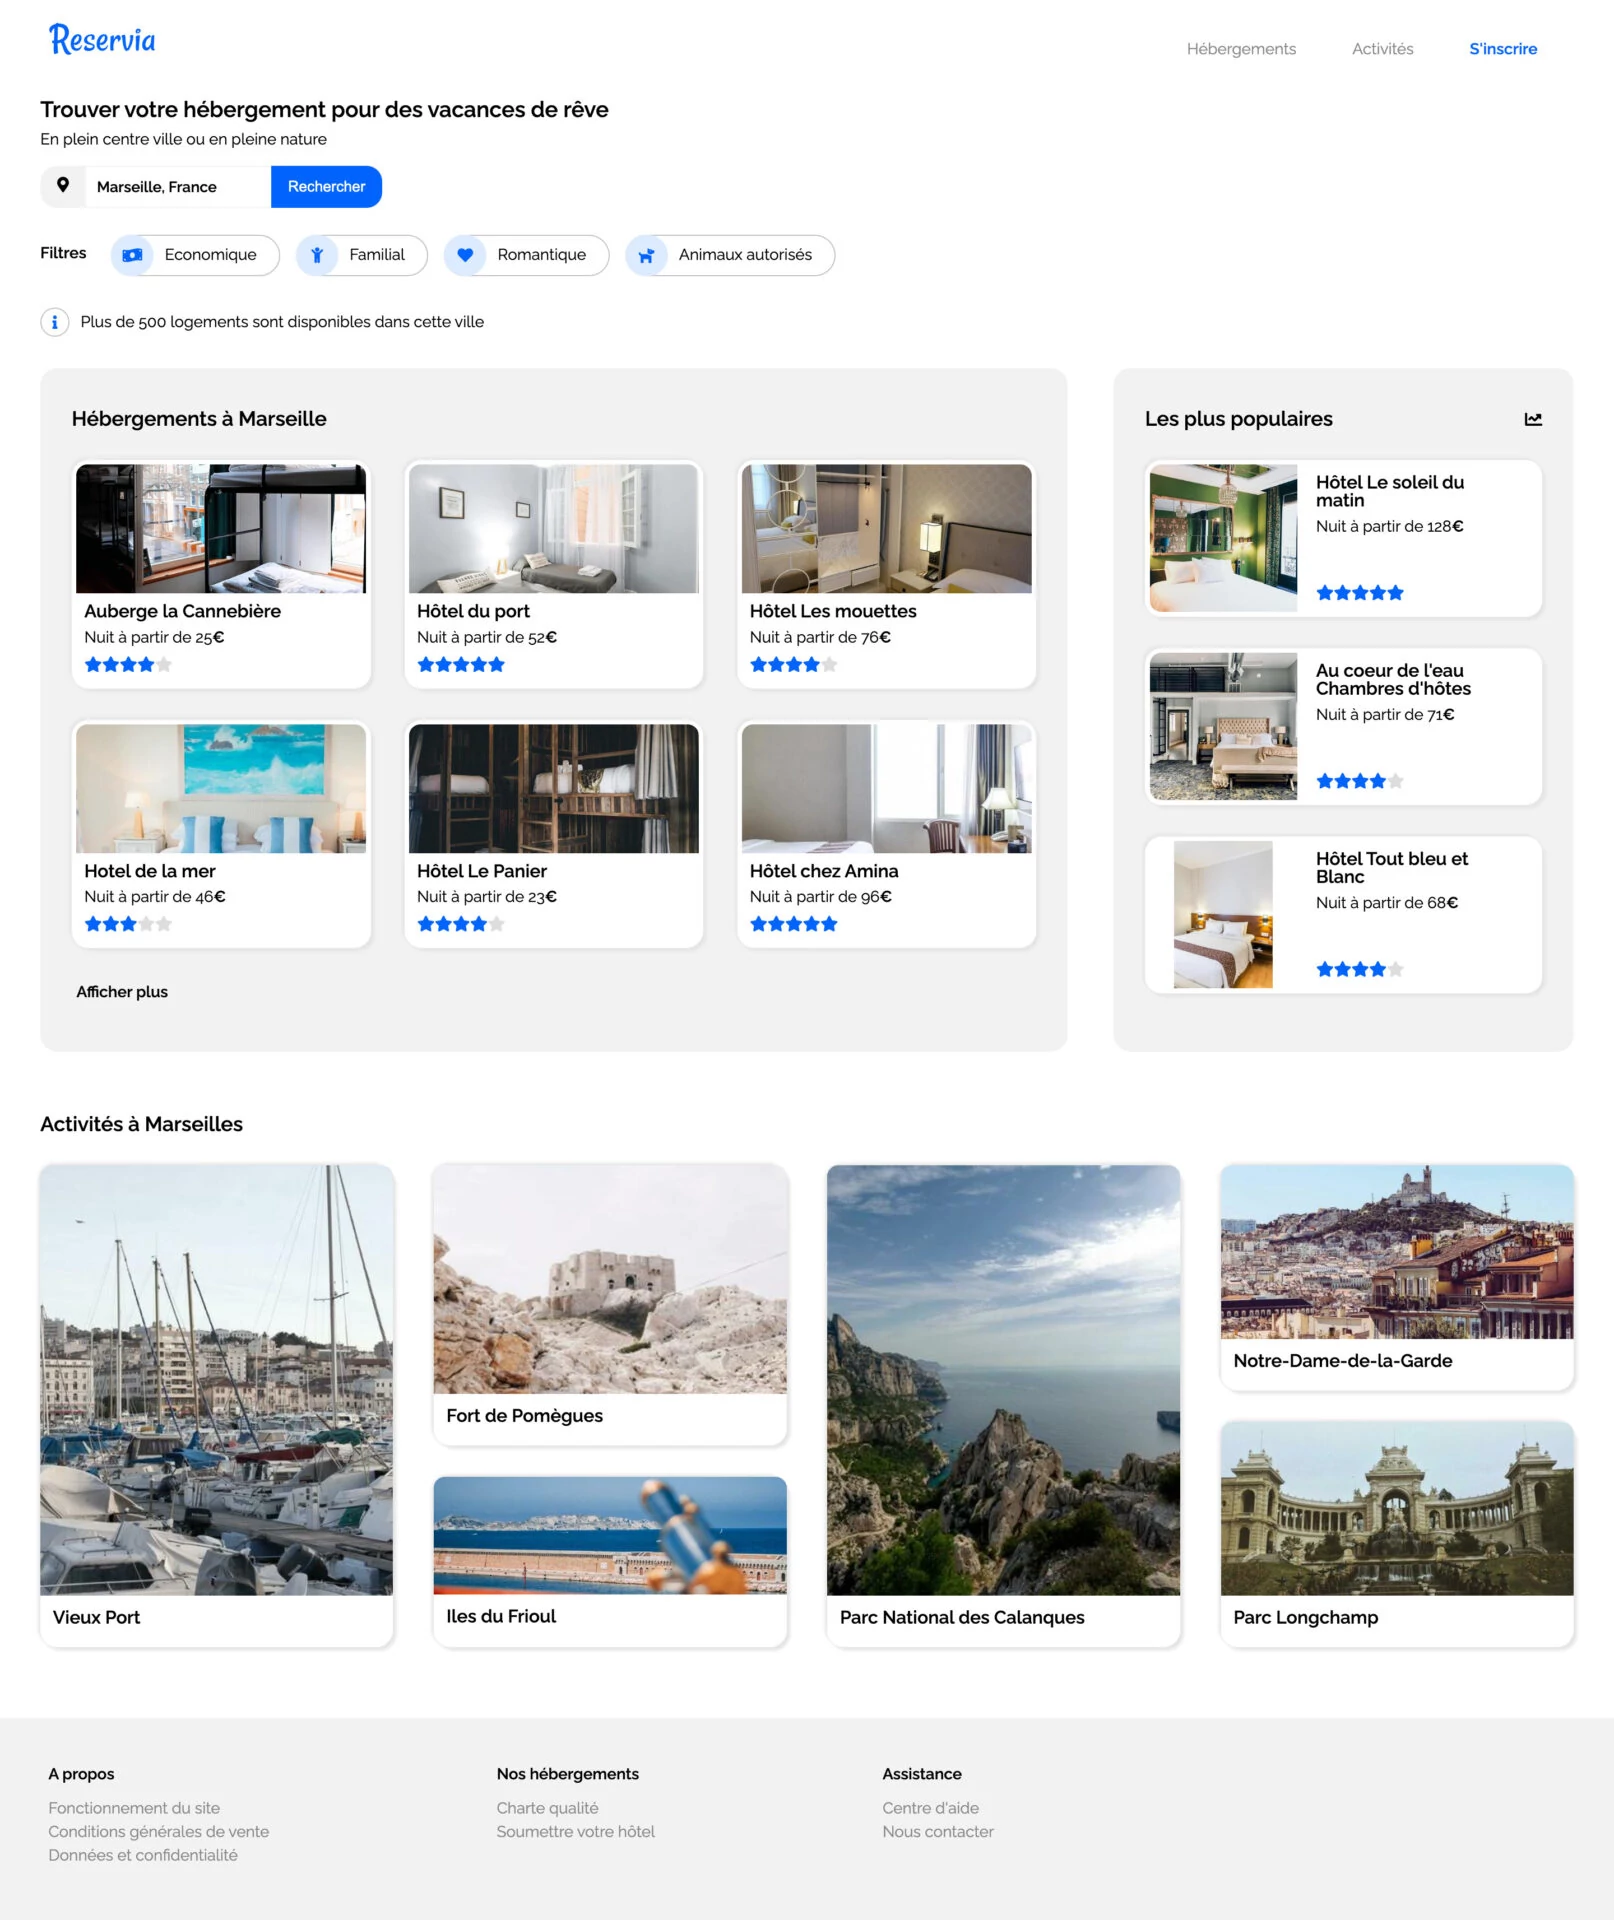 Reservia
Hébergements
Activités
S'inscrire
Trouver votre hébergement pour des vacances de rêve
En plein centre ville ou en pleine nature
Marseille, France
Rechercher
Filtres
Economique
Familial
Romantique
Animaux autorisés
Plus de 500 logements sont disponibles dans cette ville
Hébergements à Marseille
Auberge la Cannebière
Nuit à partir de 25€
Hôtel du port
Nuit à partir de 52€
Hôtel Les mouettes
Nuit à partir de 76€
Hotel de la mer
Nuit à partir de 46€
Hôtel Le Panier
Nuit à partir de 23€
Hôtel chez Amina
Nuit à partir de 96€
Afficher plus
Les plus populaires
Hôtel Le soleil du
matin
Nuit à partir de 128€
Au coeur de l'eau
Chambres d'hôtes
Nuit à partir de 71€
Hôtel Tout bleu et
Blanc
Nuit à partir de 68€
Activités à Marseilles
Vieux Port
Fort de Pomègues
Iles du Frioul
Parc National des Calanques
Notre-Dame-de-la-Garde
Parc Longchamp
A propos
Fonctionnement du site
Conditions générales de vente
Données et confidentialité
Nos hébergements
Charte qualité
Soumettre votre hôtel
Assistance
Centre d'aide
Nous contacter